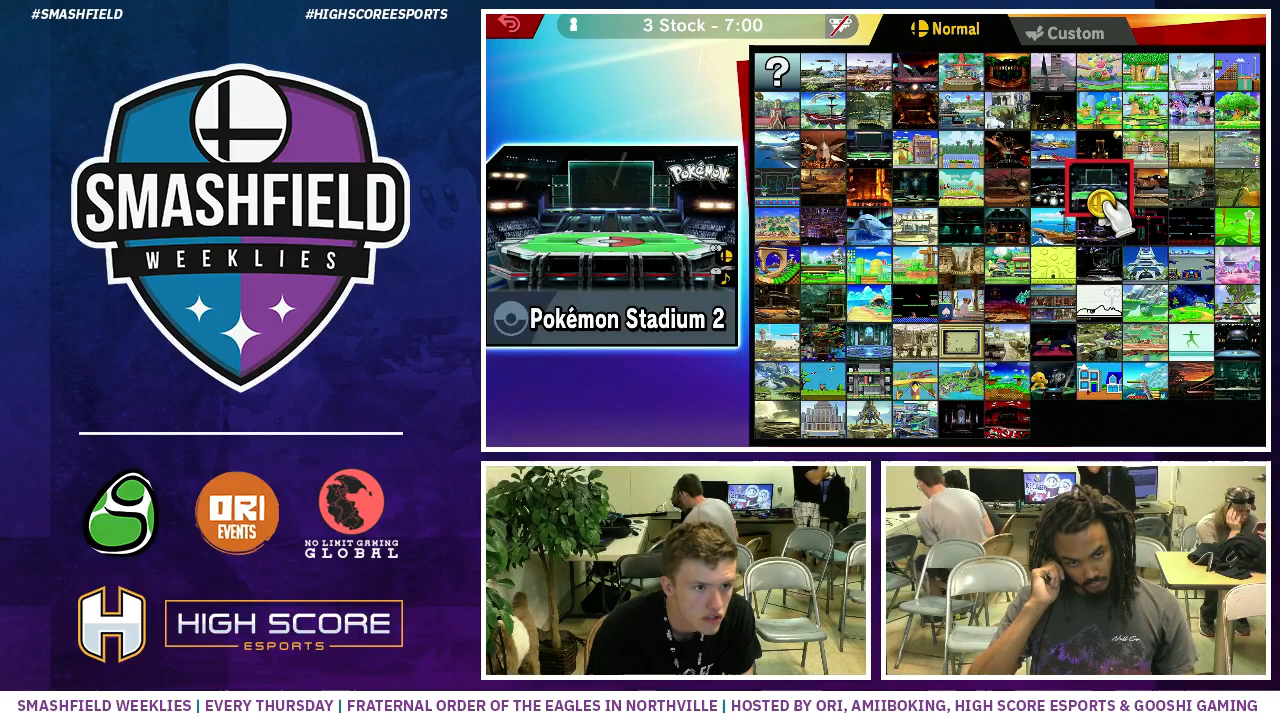 #SMASHFIELD
#HIGHSCOREESPORTS
SMASHFIELD
WEEKLIES
ORI
EVENTS
NO LIMIT GAMING
GLOBAL
HIGH SCORE
ESPORTS
3 Stock - 7:00
Normal
Custom
?
Pokémon
Pokémon Stadium 2
SMASHFIELD WEEKLIES | EVERY THURSDAY | FRATERNAL ORDER OF THE EAGLES IN NORTHVILLE | HOSTED BY ORI, AMIIBOKING, HIGH SCORE ESPORTS & GOOSHI GAMING